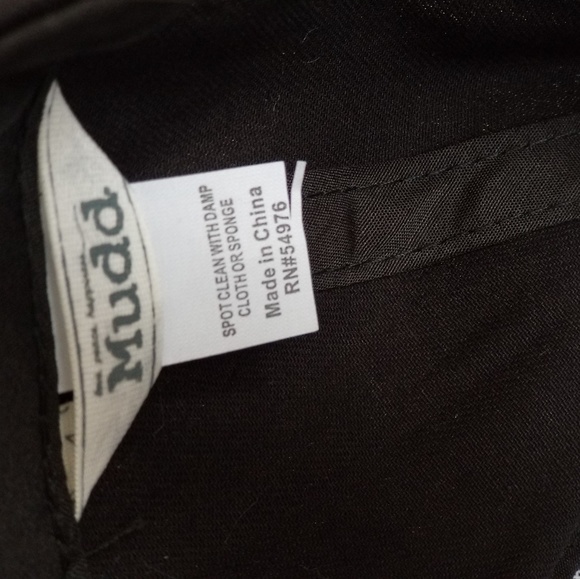 Mudd
SPOT CLEAN WITH DAMP
CLOTH OR SPONGE
Made in China
RN#54976